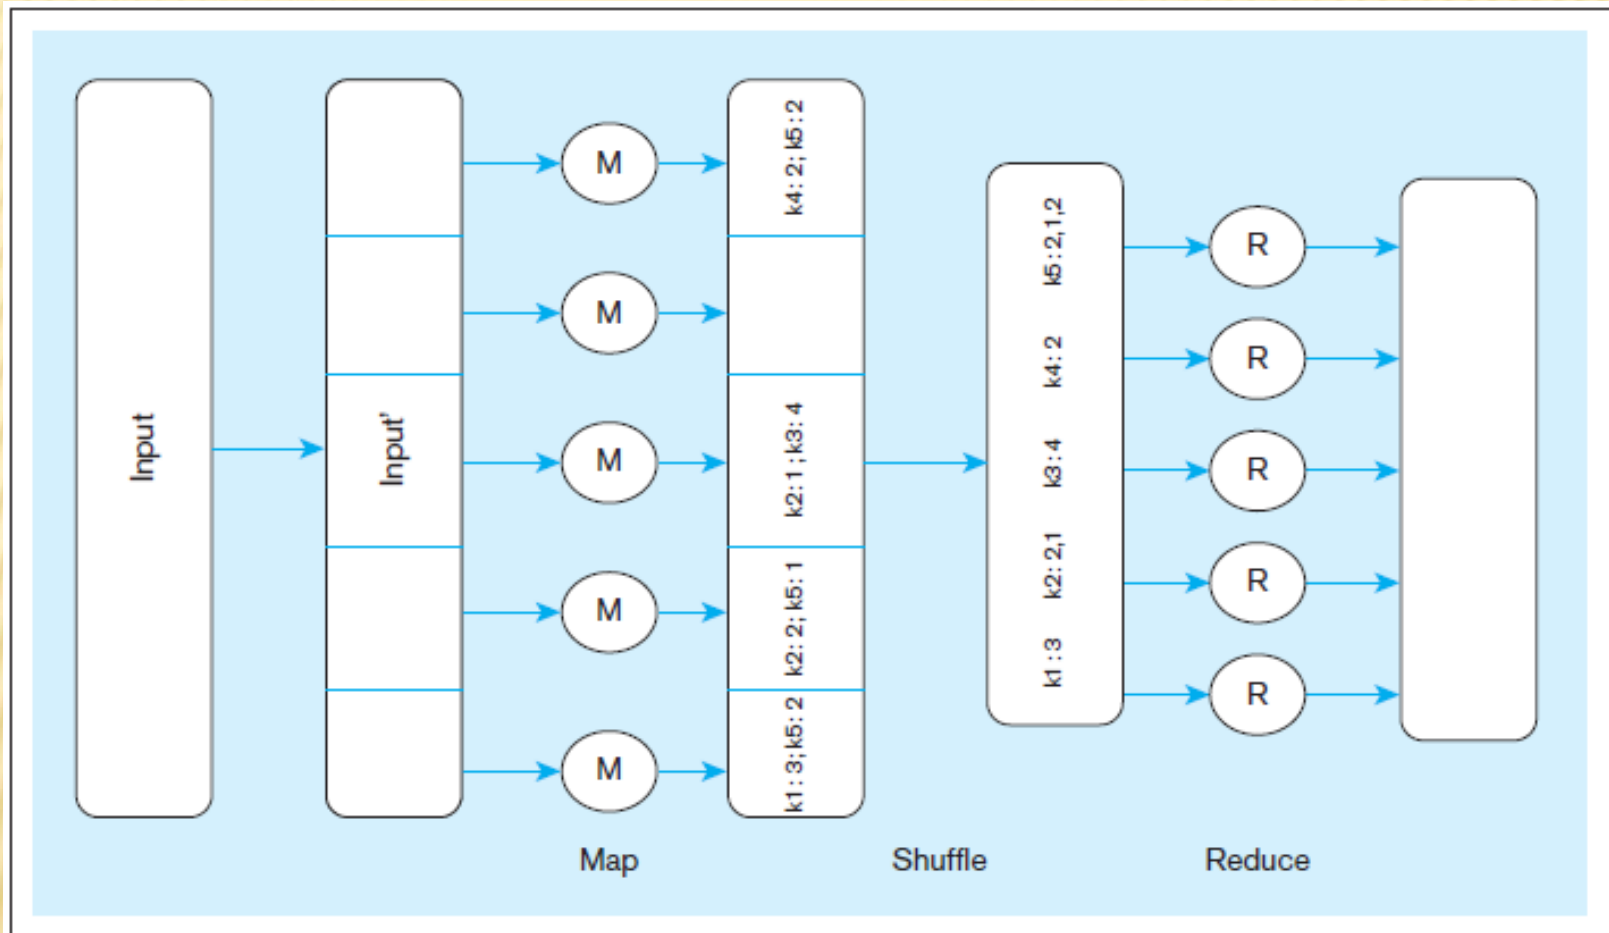 Input
Input'
M
M
M
M
M
k4: 2; k5: 2
k2: 1; k3: 4
k2: 2; k5: 1
k1: 3; k5: 2
k5: 2,1,2
k4: 2
k3: 4
k2: 2,1
k1: 3
R
R
R
R
R
Map
Shuffle
Reduce